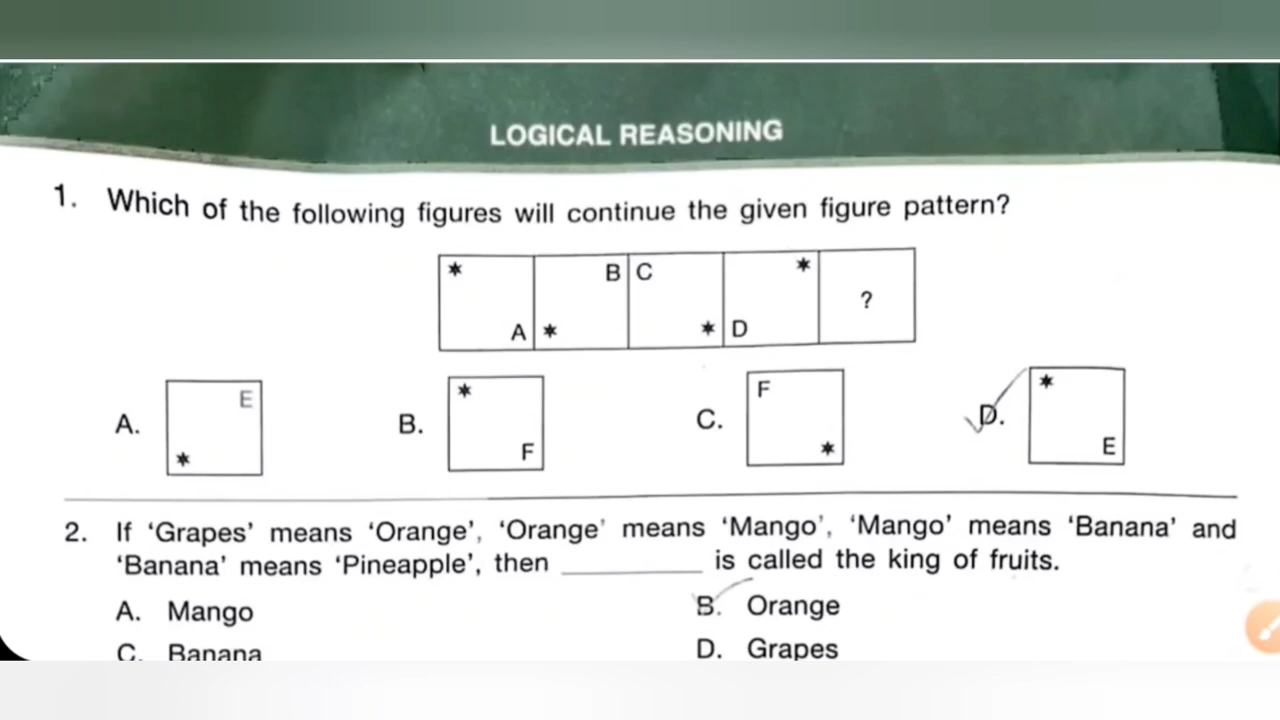 LOGICAL REASONING
1. Which of the following figures will continue the given figure pattern?
* B C * ?
A * * D
A. E *
B. * F
C. F *
D. * E
2. If ‘Grapes’ means ‘Orange’, ‘Orange’ means ‘Mango’, ‘Mango’ means ‘Banana’ and
‘Banana’ means ‘Pineapple’, then ________ is called the king of fruits.
A. Mango B. Orange
C. Banana D. Grapes